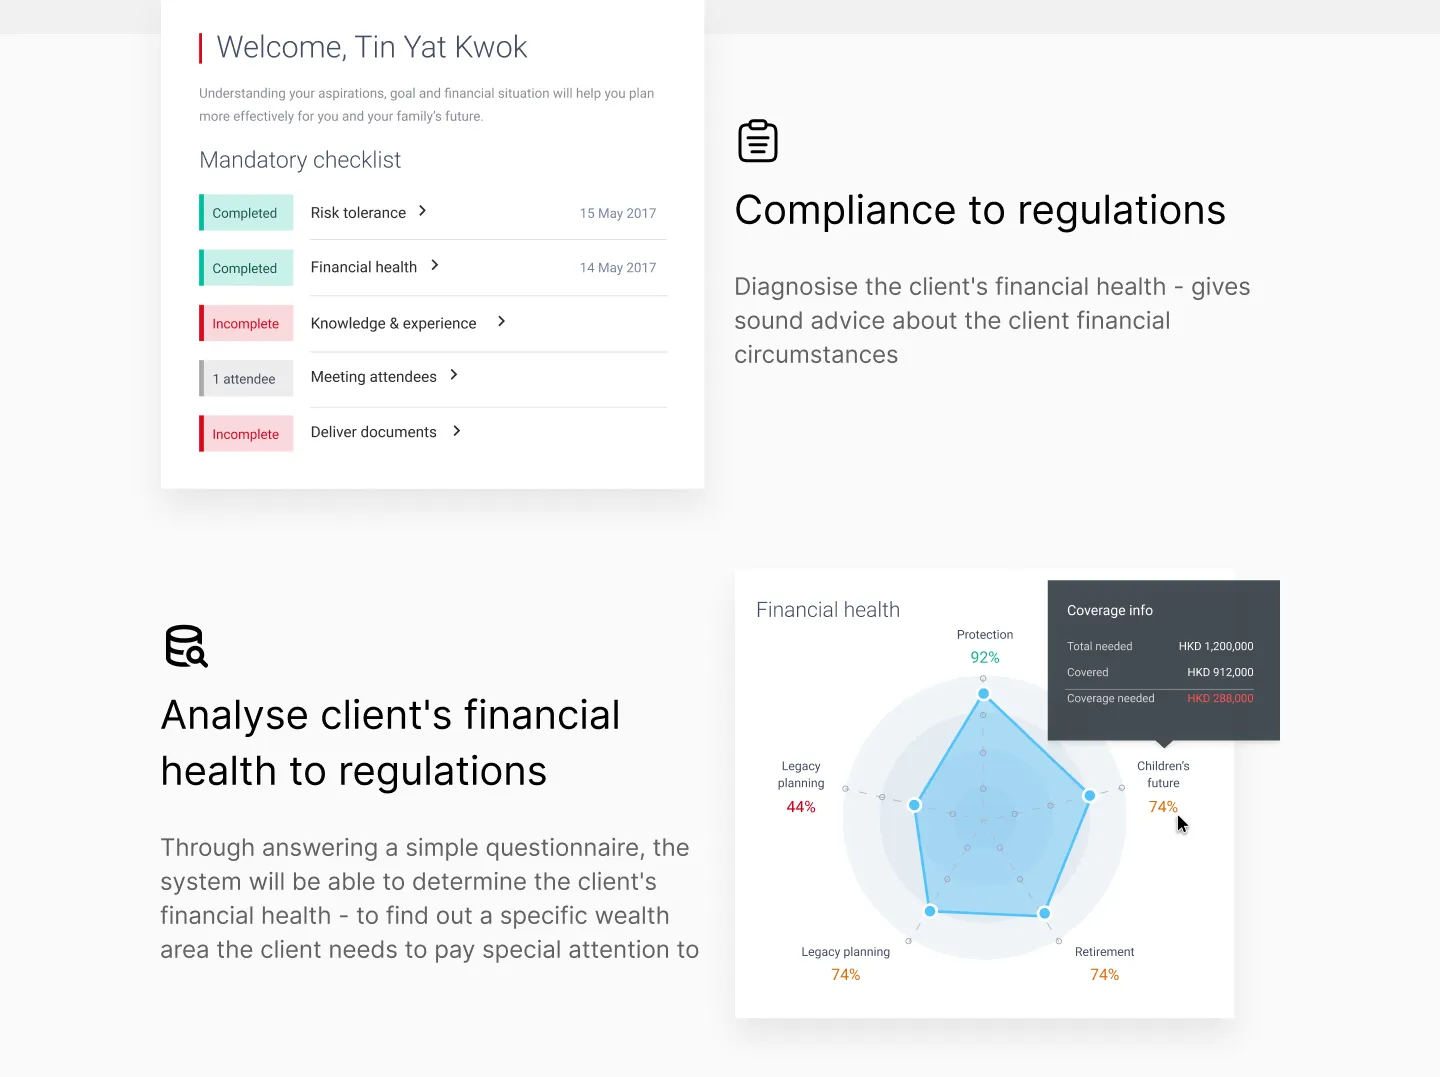 Welcome, Tin Yat Kwok
Understanding your aspirations, goal and financial situation will help you plan
more effectively for you and your family's future.
Mandatory checklist
Completed Risk tolerance 15 May 2017
Completed Financial health 14 May 2017
Incomplete Knowledge & experience
1 attendee Meeting attendees
Incomplete Deliver documents
Compliance to regulations
Diagnosise the client's financial health - gives
sound advice about the client financial
circumstances
Analyse client's financial
health to regulations
Through answering a simple questionnaire, the
system will be able to determine the client's
financial health - to find out a specific wealth
area the client needs to pay special attention to
Financial health
Protection
92%
Coverage info
Total needed HKD 1,200,000
Covered HKD 912,000
Coverage needed HKD 288,000
Legacy
planning
44%
Children's
future
74%
Legacy planning
74%
Retirement
74%